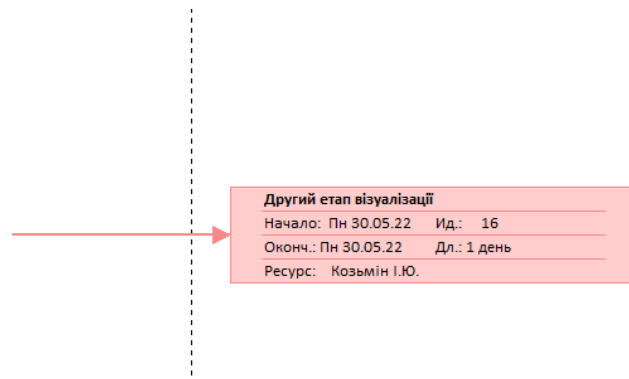 Другий етап візуалізації
Начало: Пн 30.05.22 Ид.: 16
Оконч.: Пн 30.05.22 Дл.: 1 день
Ресурс: Козьмін І.Ю.